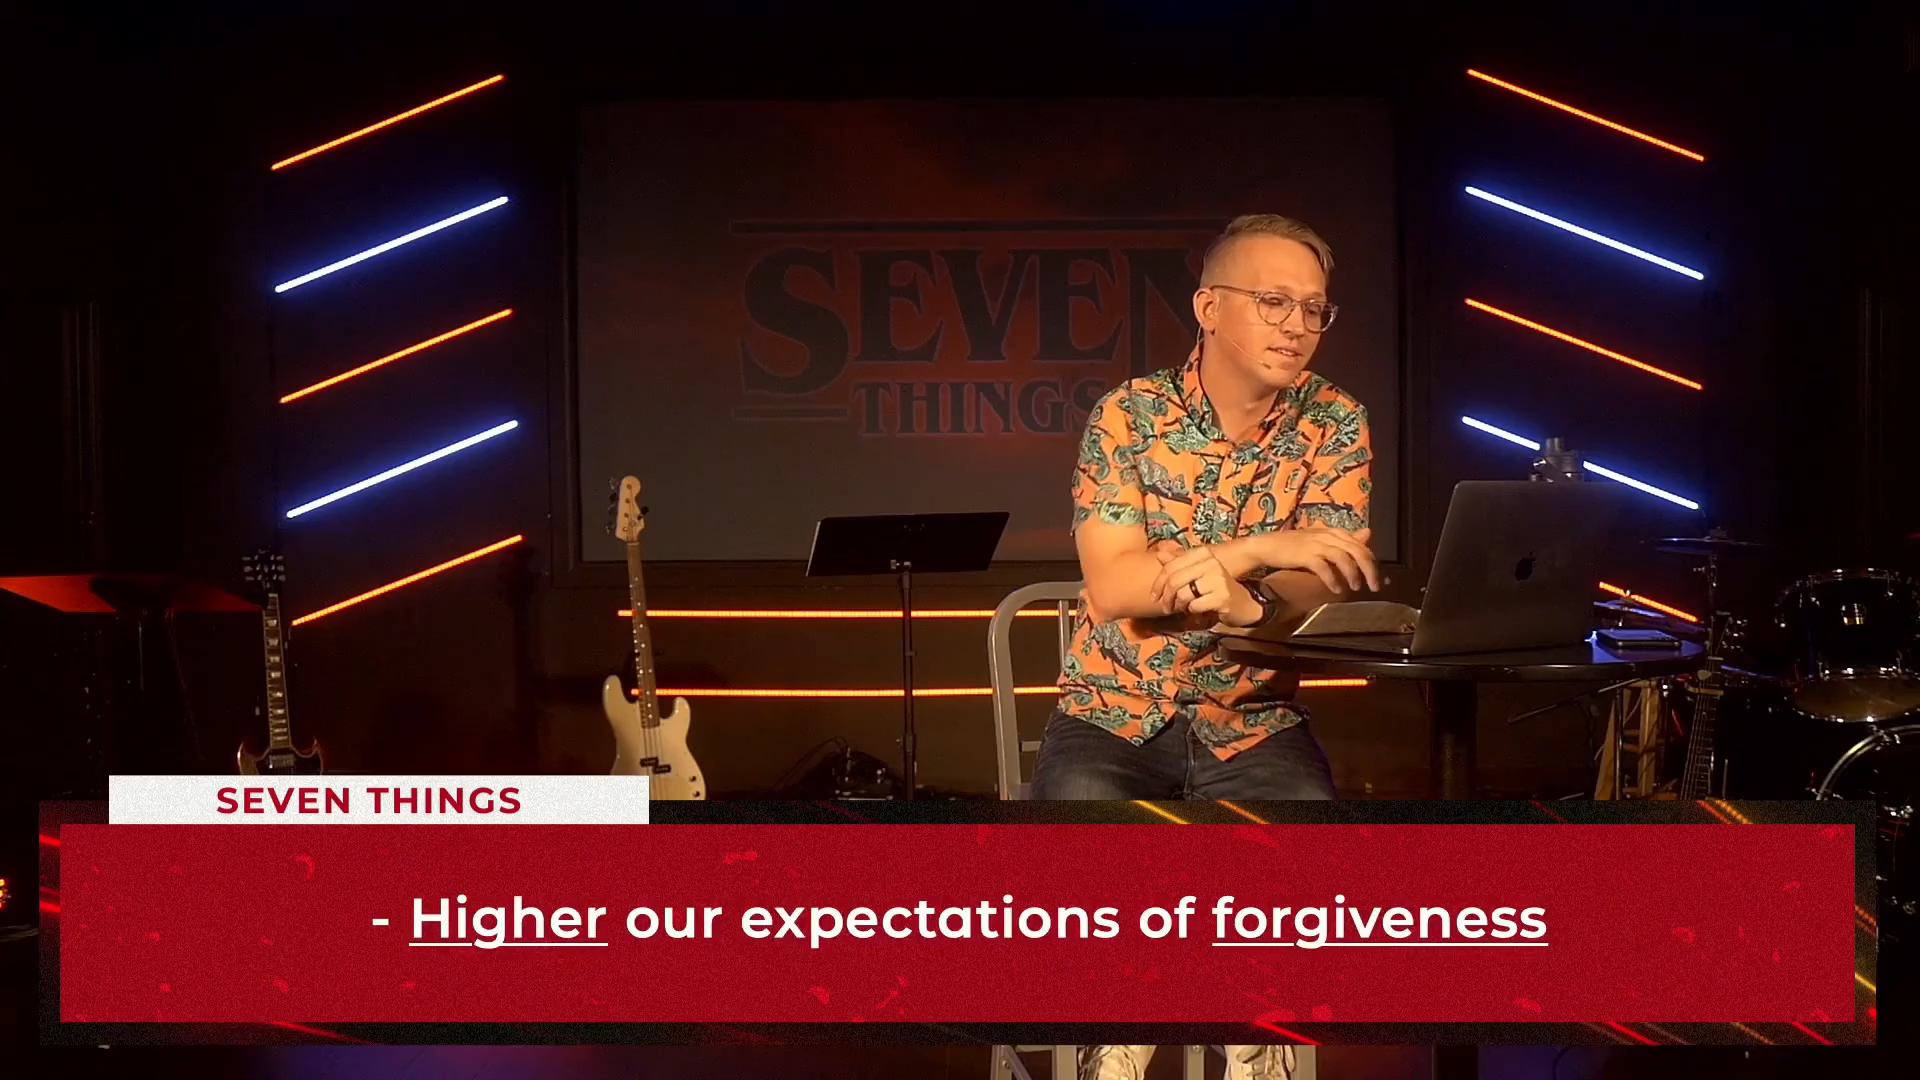 SEVEN
THINGS
SEVEN THINGS
- Higher our expectations of forgiveness